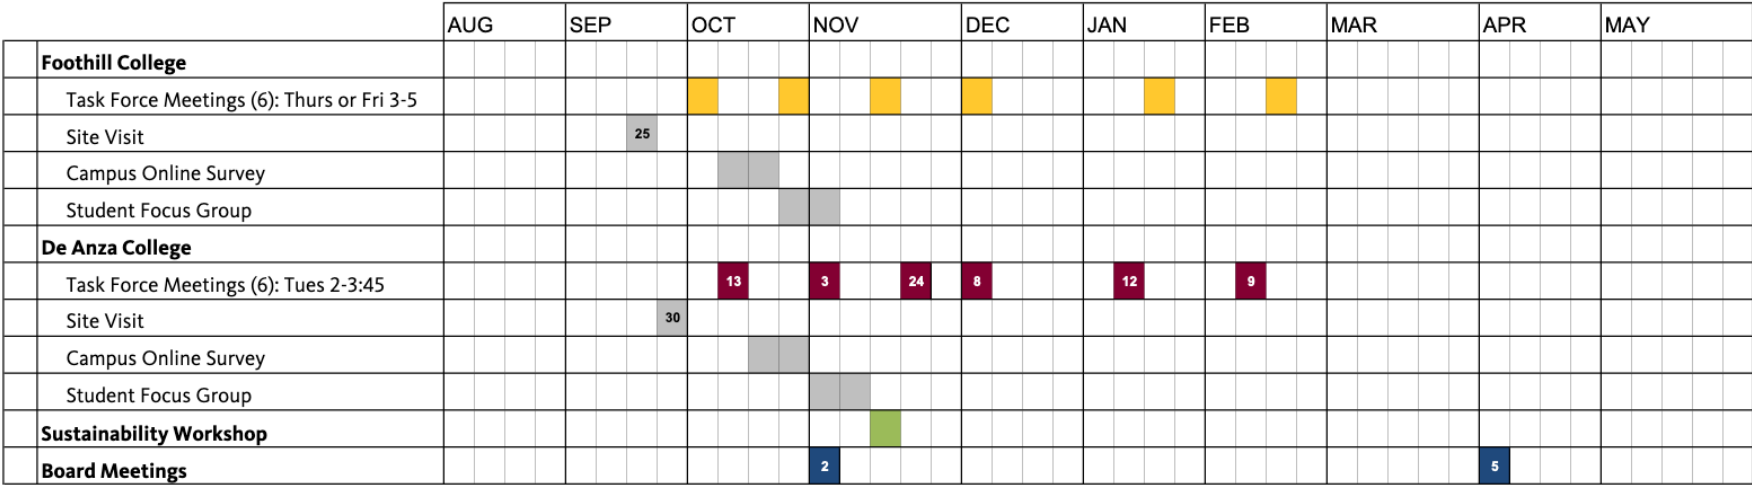 AUG SEP OCT NOV DEC JAN FEB MAR APR MAY
Foothill College
Task Force Meetings (6): Thurs or Fri 3-5
Site Visit 25
Campus Online Survey
Student Focus Group
De Anza College
Task Force Meetings (6): Tues 2-3:45 13 3 24 8 12 9
Site Visit 30
Campus Online Survey
Student Focus Group
Sustainability Workshop
Board Meetings 2 5